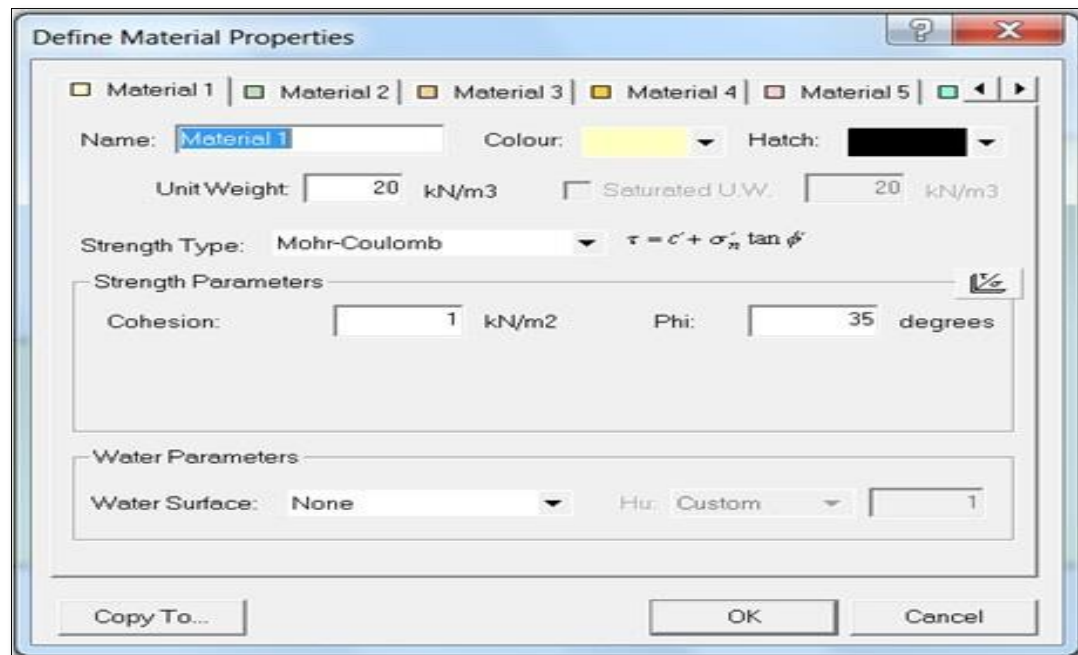 Define Material Properties
Material 1 Material 2 Material 3 Material 4 Material 5
Name: Material 1 Colour: Hatch:
Unit Weight: 20 kN/m3 Saturated U.W. 20 kN/m3
Strength Type: Mohr-Coulomb τ = c′ + σ′n tan ϕ′
Strength Parameters
Cohesion: 1 kN/m2 Phi: 35 degrees
Water Parameters
Water Surface: None Hu: Custom 1
Copy To... OK Cancel